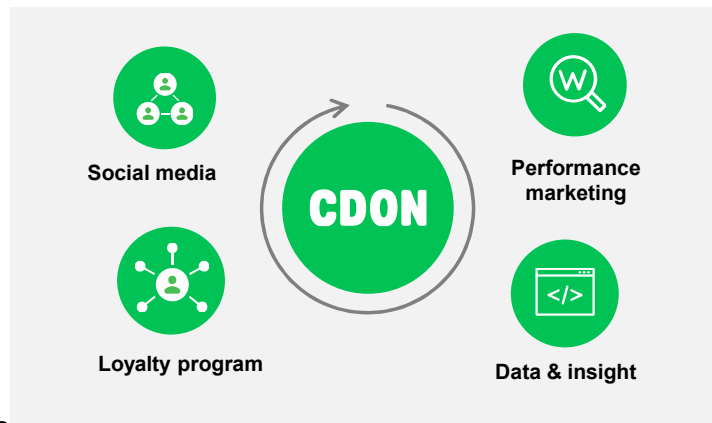 Social media
Performance
marketing
CDON
W
</>
Loyalty program
Data & insight